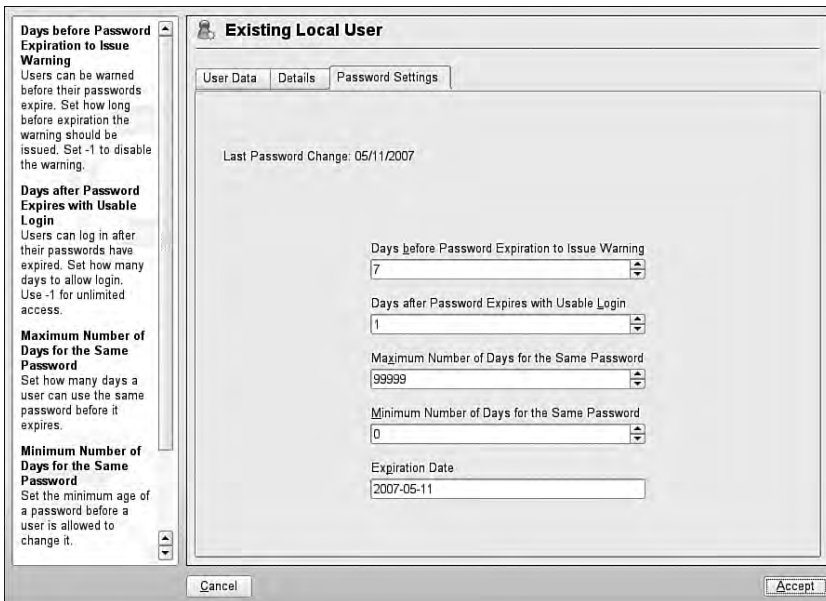 Days before Password
Expiration to Issue
Warning
Users can be warned
before their passwords
expire. Set how long
before expiration the
warning should be
issued. Set -1 to disable
the warning.
Days after Password
Expires with Usable
Login
Users can log in after
their passwords have
expired. Set how many
days to allow login.
Use -1 for unlimited
access.
Maximum Number of
Days for the Same
Password
Set how many days a
user can use the same
password before it
expires.
Minimum Number of
Days for the Same
Password
Set the minimum age of
a password before a
user is allowed to
change it.
Existing Local User
User Data Details Password Settings
Last Password Change: 05/11/2007
Days before Password Expiration to Issue Warning
7
Days after Password Expires with Usable Login
1
Maximum Number of Days for the Same Password
99999
Minimum Number of Days for the Same Password
0
Expiration Date
2007-05-11
Cancel Accept